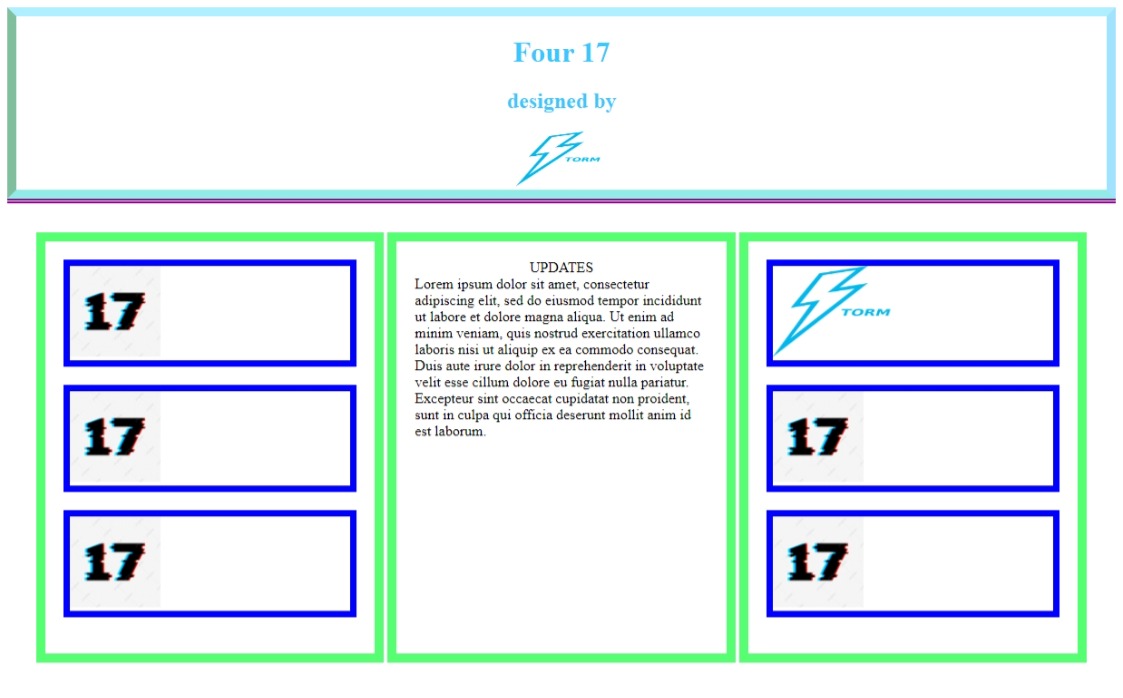 Four 17
designed by
TORM
17
17
17
UPDATES
Lorem ipsum dolor sit amet, consectetur
adipiscing elit, sed do eiusmod tempor incididunt
ut labore et dolore magna aliqua. Ut enim ad
minim veniam, quis nostrud exercitation ullamco
laboris nisi ut aliquip ex ea commodo consequat.
Duis aute irure dolor in reprehenderit in voluptate
velit esse cillum dolore eu fugiat nulla pariatur.
Excepteur sint occaecat cupidatat non proident,
sunt in culpa qui officia deserunt mollit anim id
est laborum.
TORM
17
17